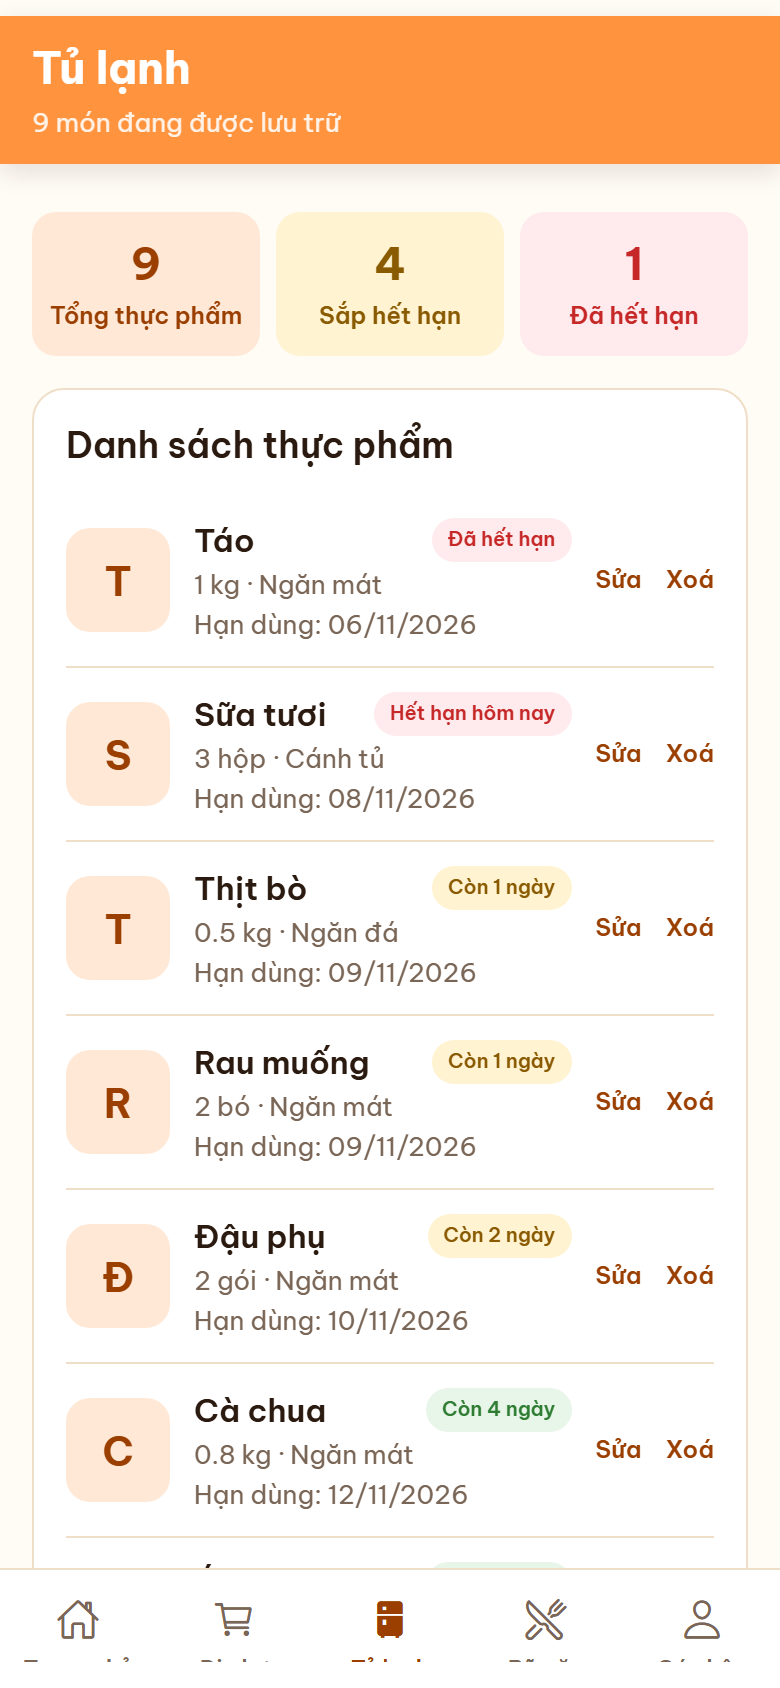 Tủ lạnh
9 món đang được lưu trữ
9
Tổng thực phẩm
4
Sắp hết hạn
1
Đã hết hạn
Danh sách thực phẩm
T
Táo
Đã hết hạn
1 kg · Ngăn mát
Hạn dùng: 06/11/2026
Sửa Xoá
S
Sữa tươi
Hết hạn hôm nay
3 hộp · Cánh tủ
Hạn dùng: 08/11/2026
Sửa Xoá
T
Thịt bò
Còn 1 ngày
0.5 kg · Ngăn đá
Hạn dùng: 09/11/2026
Sửa Xoá
R
Rau muống
Còn 1 ngày
2 bó · Ngăn mát
Hạn dùng: 09/11/2026
Sửa Xoá
Đ
Đậu phụ
Còn 2 ngày
2 gói · Ngăn mát
Hạn dùng: 10/11/2026
Sửa Xoá
C
Cà chua
Còn 4 ngày
0.8 kg · Ngăn mát
Hạn dùng: 12/11/2026
Sửa Xoá